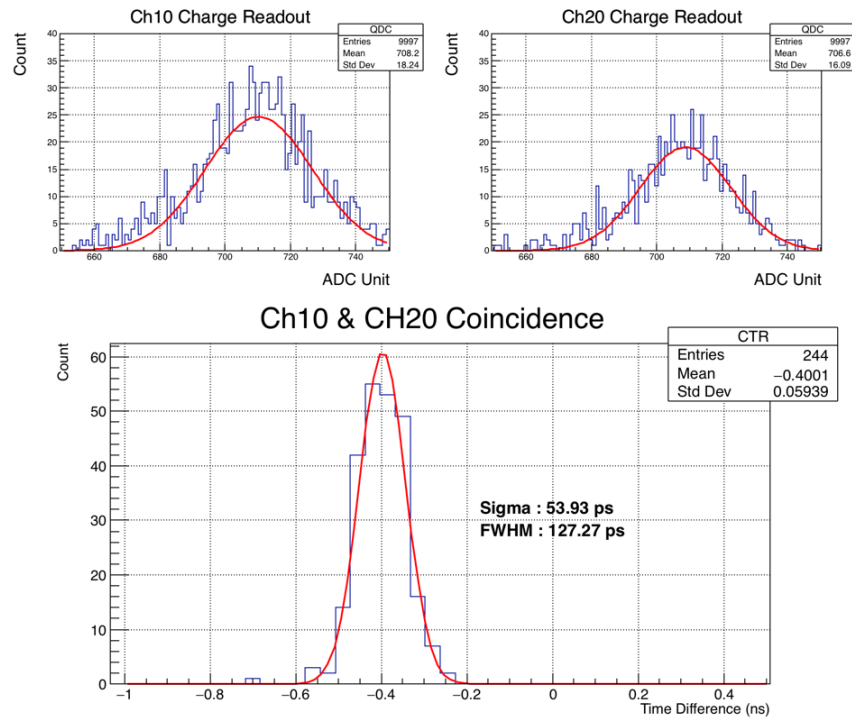 Ch10 Charge Readout
Count
QDC
Entries 9997
Mean 708.2
Std Dev 18.24
40
35
30
25
20
15
10
5
0
660 680 700 720 740
ADC Unit
Ch20 Charge Readout
Count
QDC
Entries 9997
Mean 706.6
Std Dev 16.09
40
35
30
25
20
15
10
5
0
660 680 700 720 740
ADC Unit
Ch10 & CH20 Coincidence
Count
CTR
Entries 244
Mean −0.4001
Std Dev 0.05939
60
50
40
30
20
10
0
Sigma : 53.93 ps
FWHM : 127.27 ps
−1 −0.8 −0.6 −0.4 −0.2 0 0.2 0.4
Time Difference (ns)